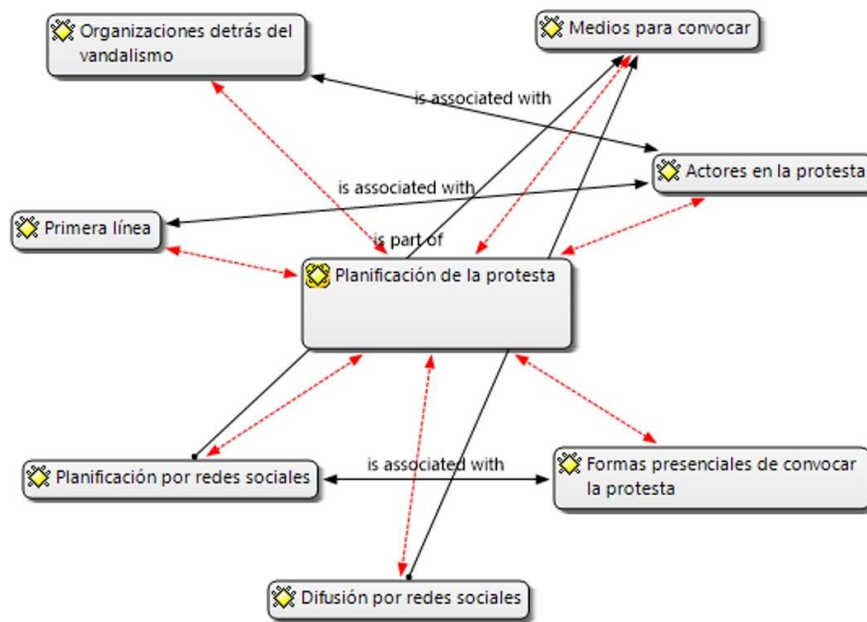 Organizaciones detrás del
vandalismo
Medios para convocar
is associated with
Actores en la protesta
is associated with
Primera línea
is part of
Planificación de la protesta
Planificación por redes sociales
is associated with
Formas presenciales de convocar
la protesta
Difusión por redes sociales